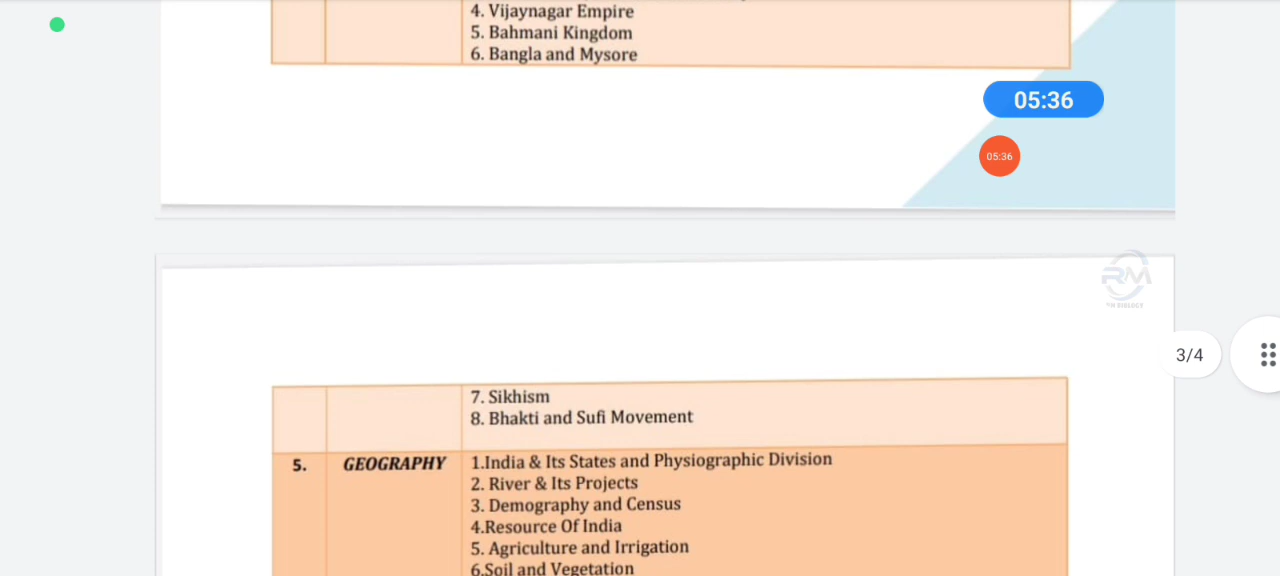 4. Vijaynagar Empire
5. Bahmani Kingdom
6. Bangla and Mysore
05:36
05:36
RM
3/4
7. Sikhism
8. Bhakti and Sufi Movement
5. GEOGRAPHY 1.India & Its States and Physiographic Division
2. River & Its Projects
3. Demography and Census
4.Resource Of India
5. Agriculture and Irrigation
6.Soil and Vegetation